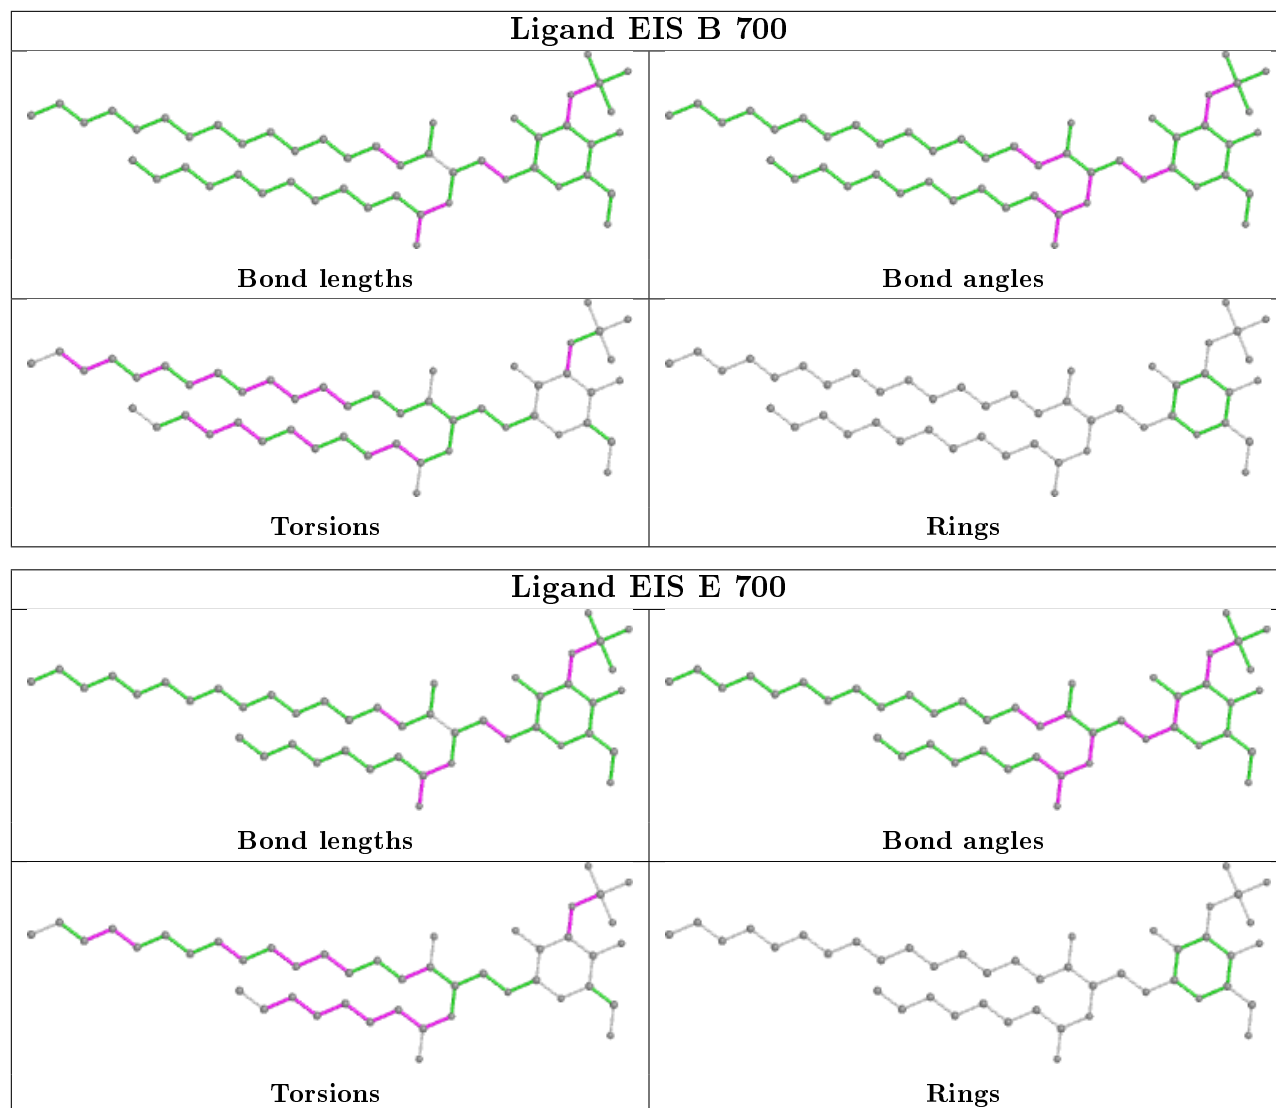 Ligand EIS B 700
Bond lengths
Bond angles
Torsions
Rings
Ligand EIS E 700
Bond lengths
Bond angles
Torsions
Rings